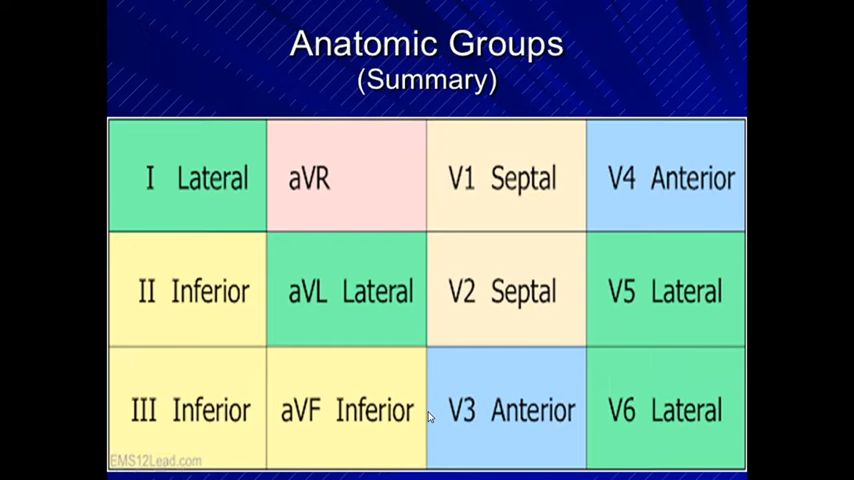 Anatomic Groups
(Summary)
I Lateral
aVR
V1 Septal
V4 Anterior
II Inferior
aVL Lateral
V2 Septal
V5 Lateral
III Inferior
aVF Inferior
V3 Anterior
V6 Lateral
EMS12Lead.com